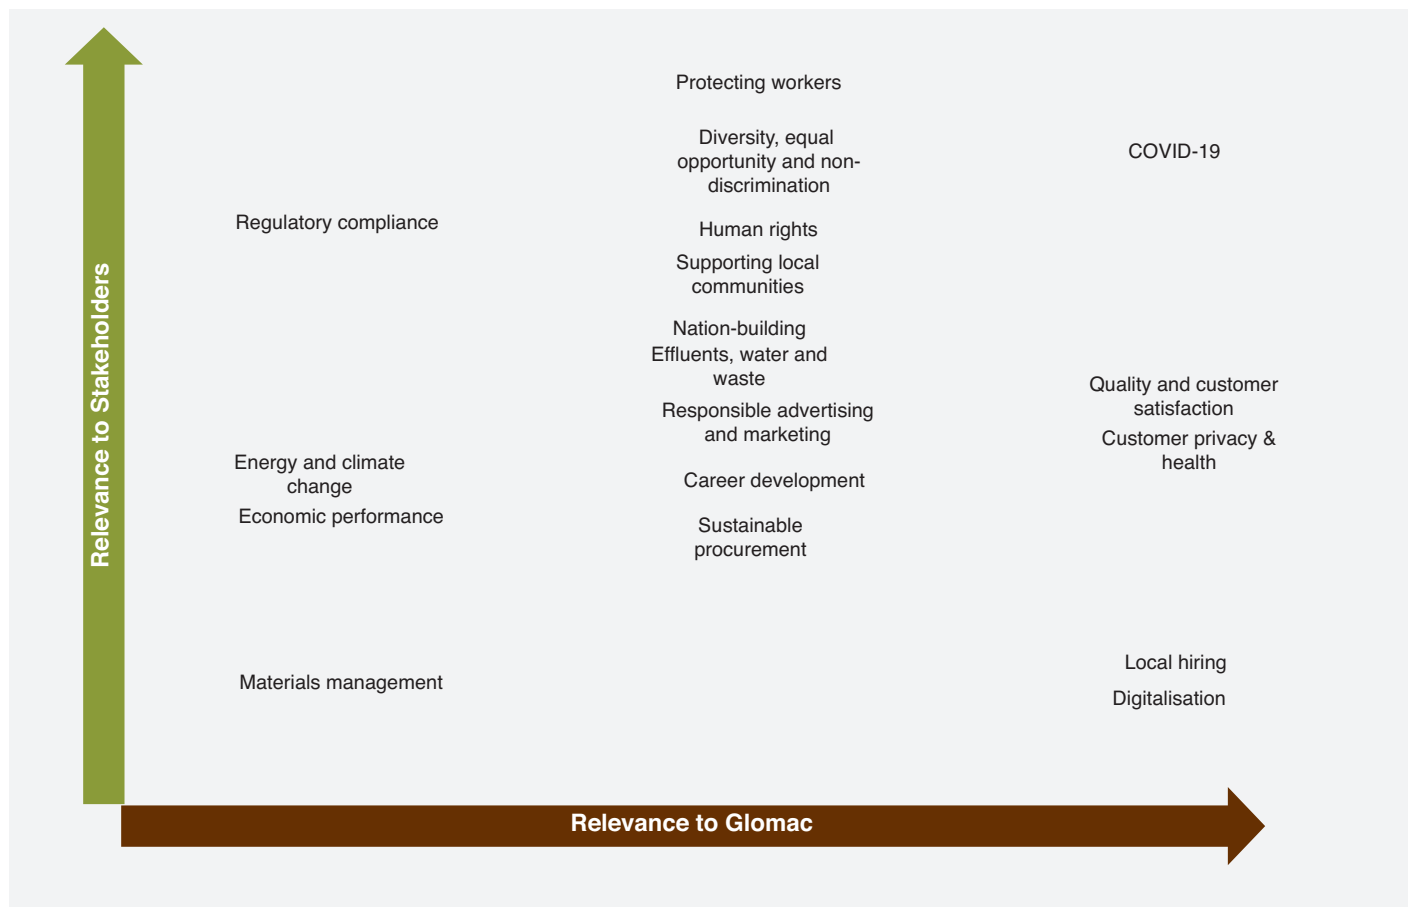 Protecting workers
Diversity, equal
opportunity and non-
discrimination
COVID-19
Regulatory compliance
Human rights
Supporting local
communities
Nation-building
Effluents, water and
waste
Quality and customer
satisfaction
Responsible advertising
and marketing
Customer privacy &
health
Energy and climate
change
Career development
Economic performance
Sustainable
procurement
Local hiring
Materials management
Digitalisation
Relevance to Stakeholders
Relevance to Glomac